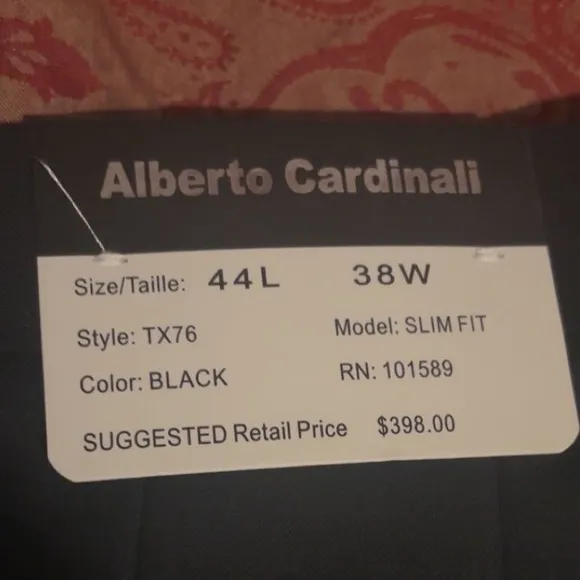 Alberto Cardinali
Size/Taille: 44L 38W
Style: TX76 Model: SLIM FIT
Color: BLACK RN: 101589
SUGGESTED Retail Price $398.00